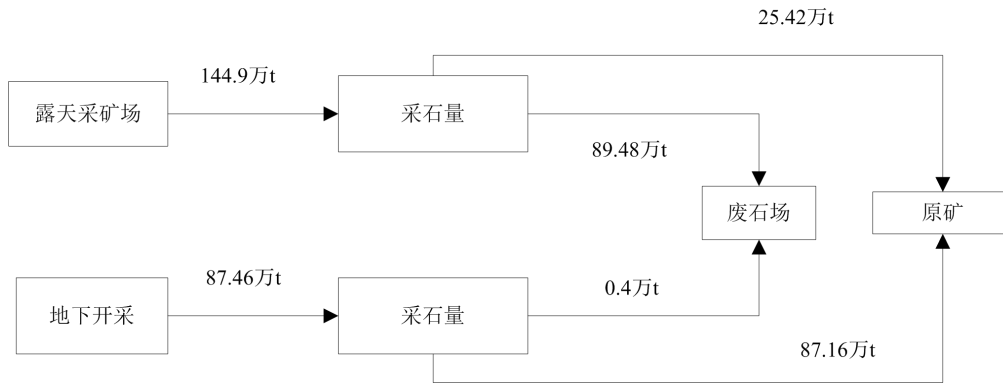 25.42万t
144.9万t
露天采矿场
采石量
89.48万t
废石场
原矿
87.46万t
0.4万t
地下开采
采石量
87.16万t